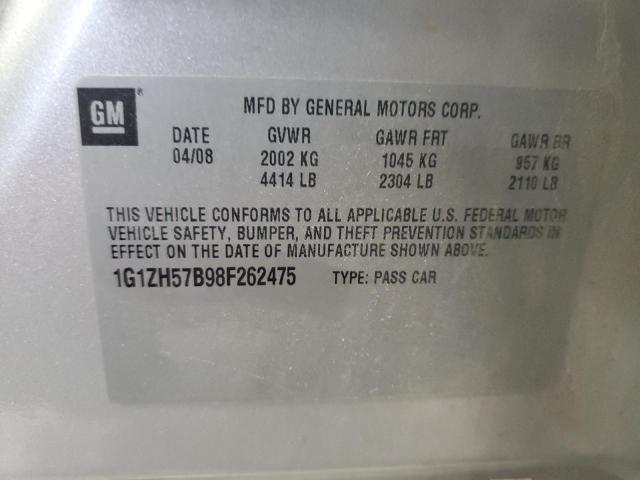 GM®
MFD BY GENERAL MOTORS CORP.
DATE GVWR GAWR FRT GAWR RR
04/08 2002 KG 1045 KG 957 KG
4414 LB 2304 LB 2110 LB
THIS VEHICLE CONFORMS TO ALL APPLICABLE U.S. FEDERAL MOTOR
VEHICLE SAFETY, BUMPER, AND THEFT PREVENTION STANDARDS IN
EFFECT ON THE DATE OF MANUFACTURE SHOWN ABOVE.
1G1ZH57B98F262475 TYPE: PASS CAR